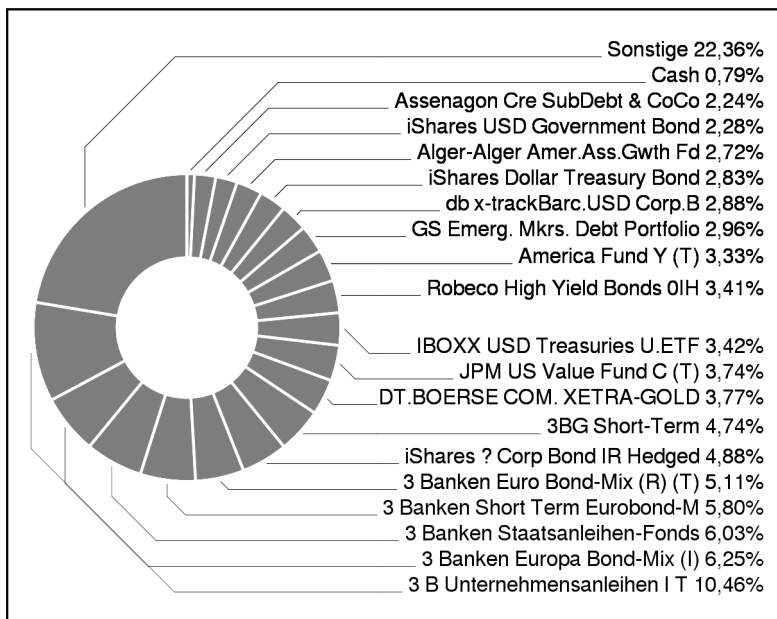 Sonstige 22,36%
Cash 0,79%
Assenagon Cre SubDebt & CoCo 2,24%
iShares USD Government Bond 2,28%
Alger-Alger Amer.Ass.Gwth Fd 2,72%
iShares Dollar Treasury Bond 2,83%
db x-trackBarc.USD Corp.B 2,88%
GS Emerg. Mkrs. Debt Portfolio 2,96%
America Fund Y (T) 3,33%
Robeco High Yield Bonds 0IH 3,41%
IBOXX USD Treasuries U.ETF 3,42%
JPM US Value Fund C (T) 3,74%
DT.BOERSE COM. XETRA-GOLD 3,77%
3BG Short-Term 4,74%
iShares ? Corp Bond IR Hedged 4,88%
3 Banken Euro Bond-Mix (R) (T) 5,11%
3 Banken Short Term Eurobond-M 5,80%
3 Banken Staatsanleihen-Fonds 6,03%
3 Banken Europa Bond-Mix (I) 6,25%
3 B Unternehmensanleihen I T 10,46%